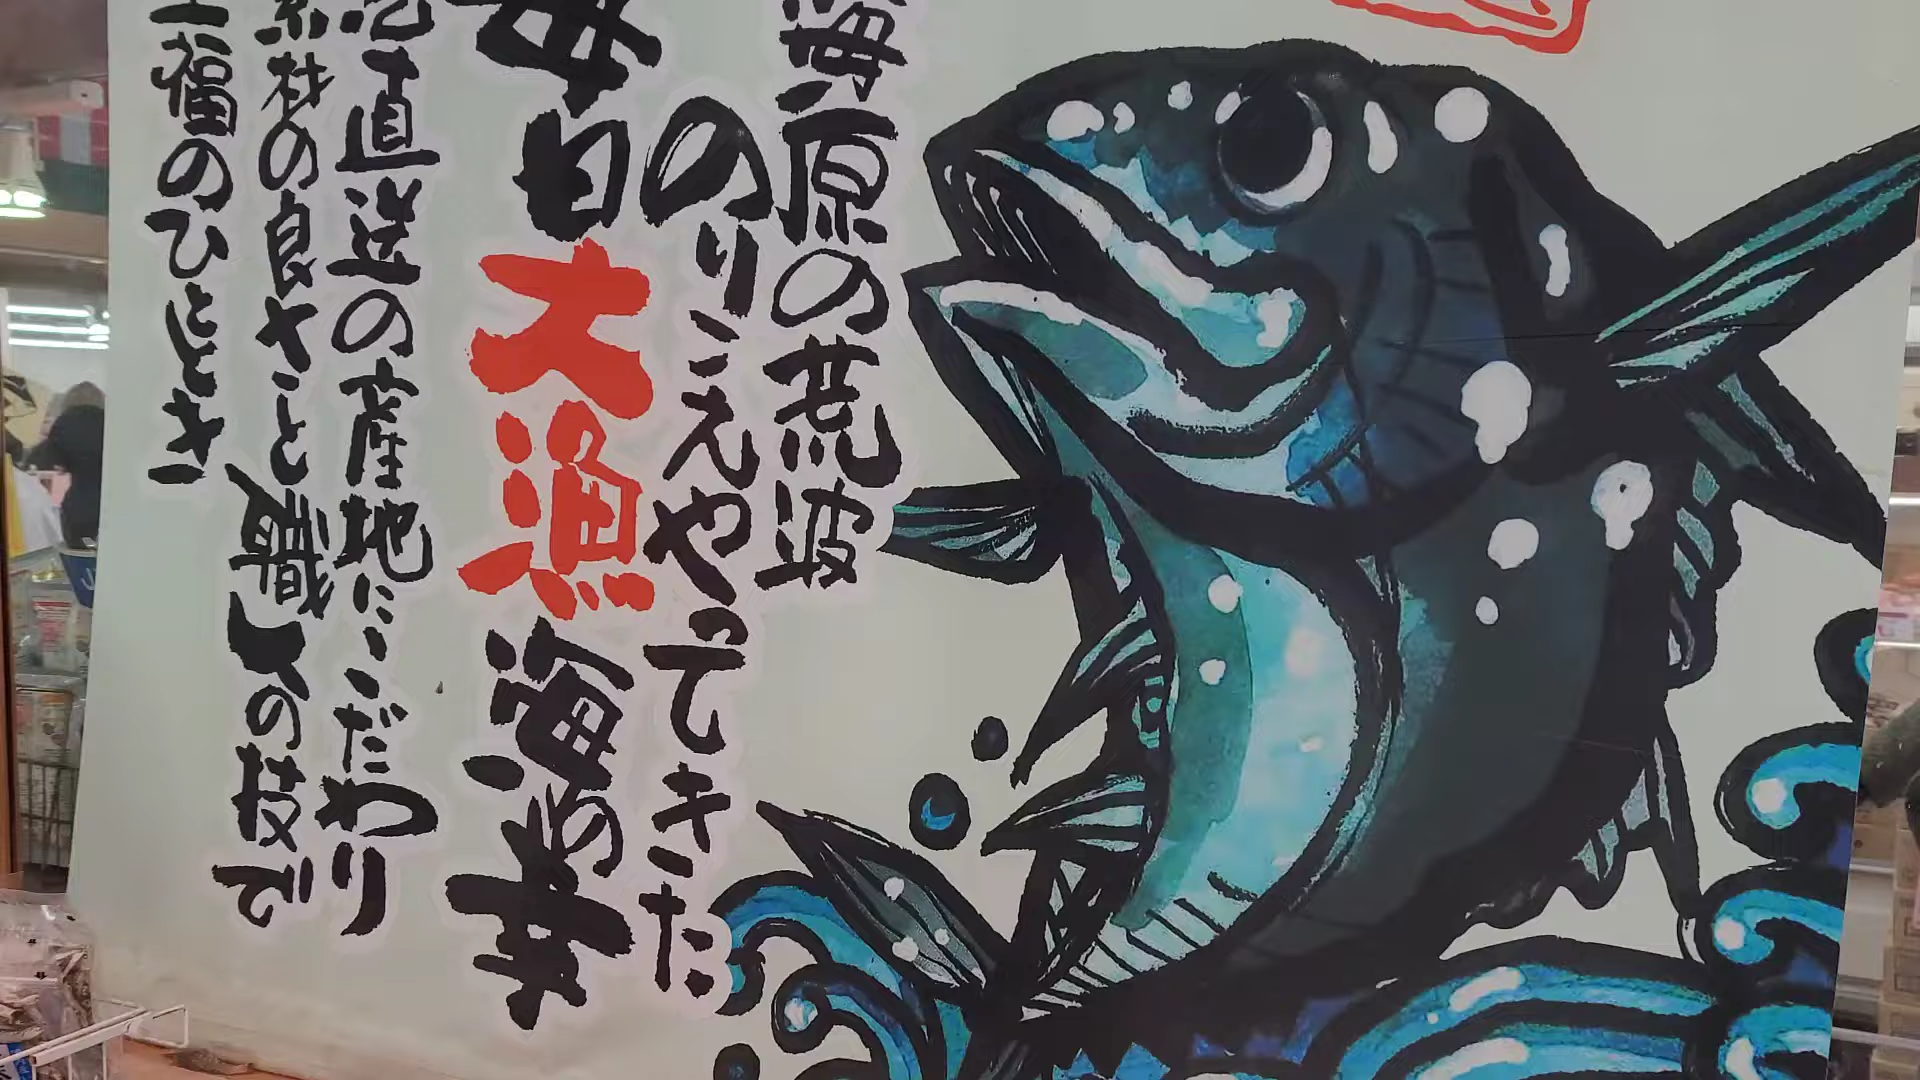 海原の荒波
のりこえやってきた
毎日大漁海の幸
直送の産地にこだわり
素材の良さと職人の技で
至福のひととき